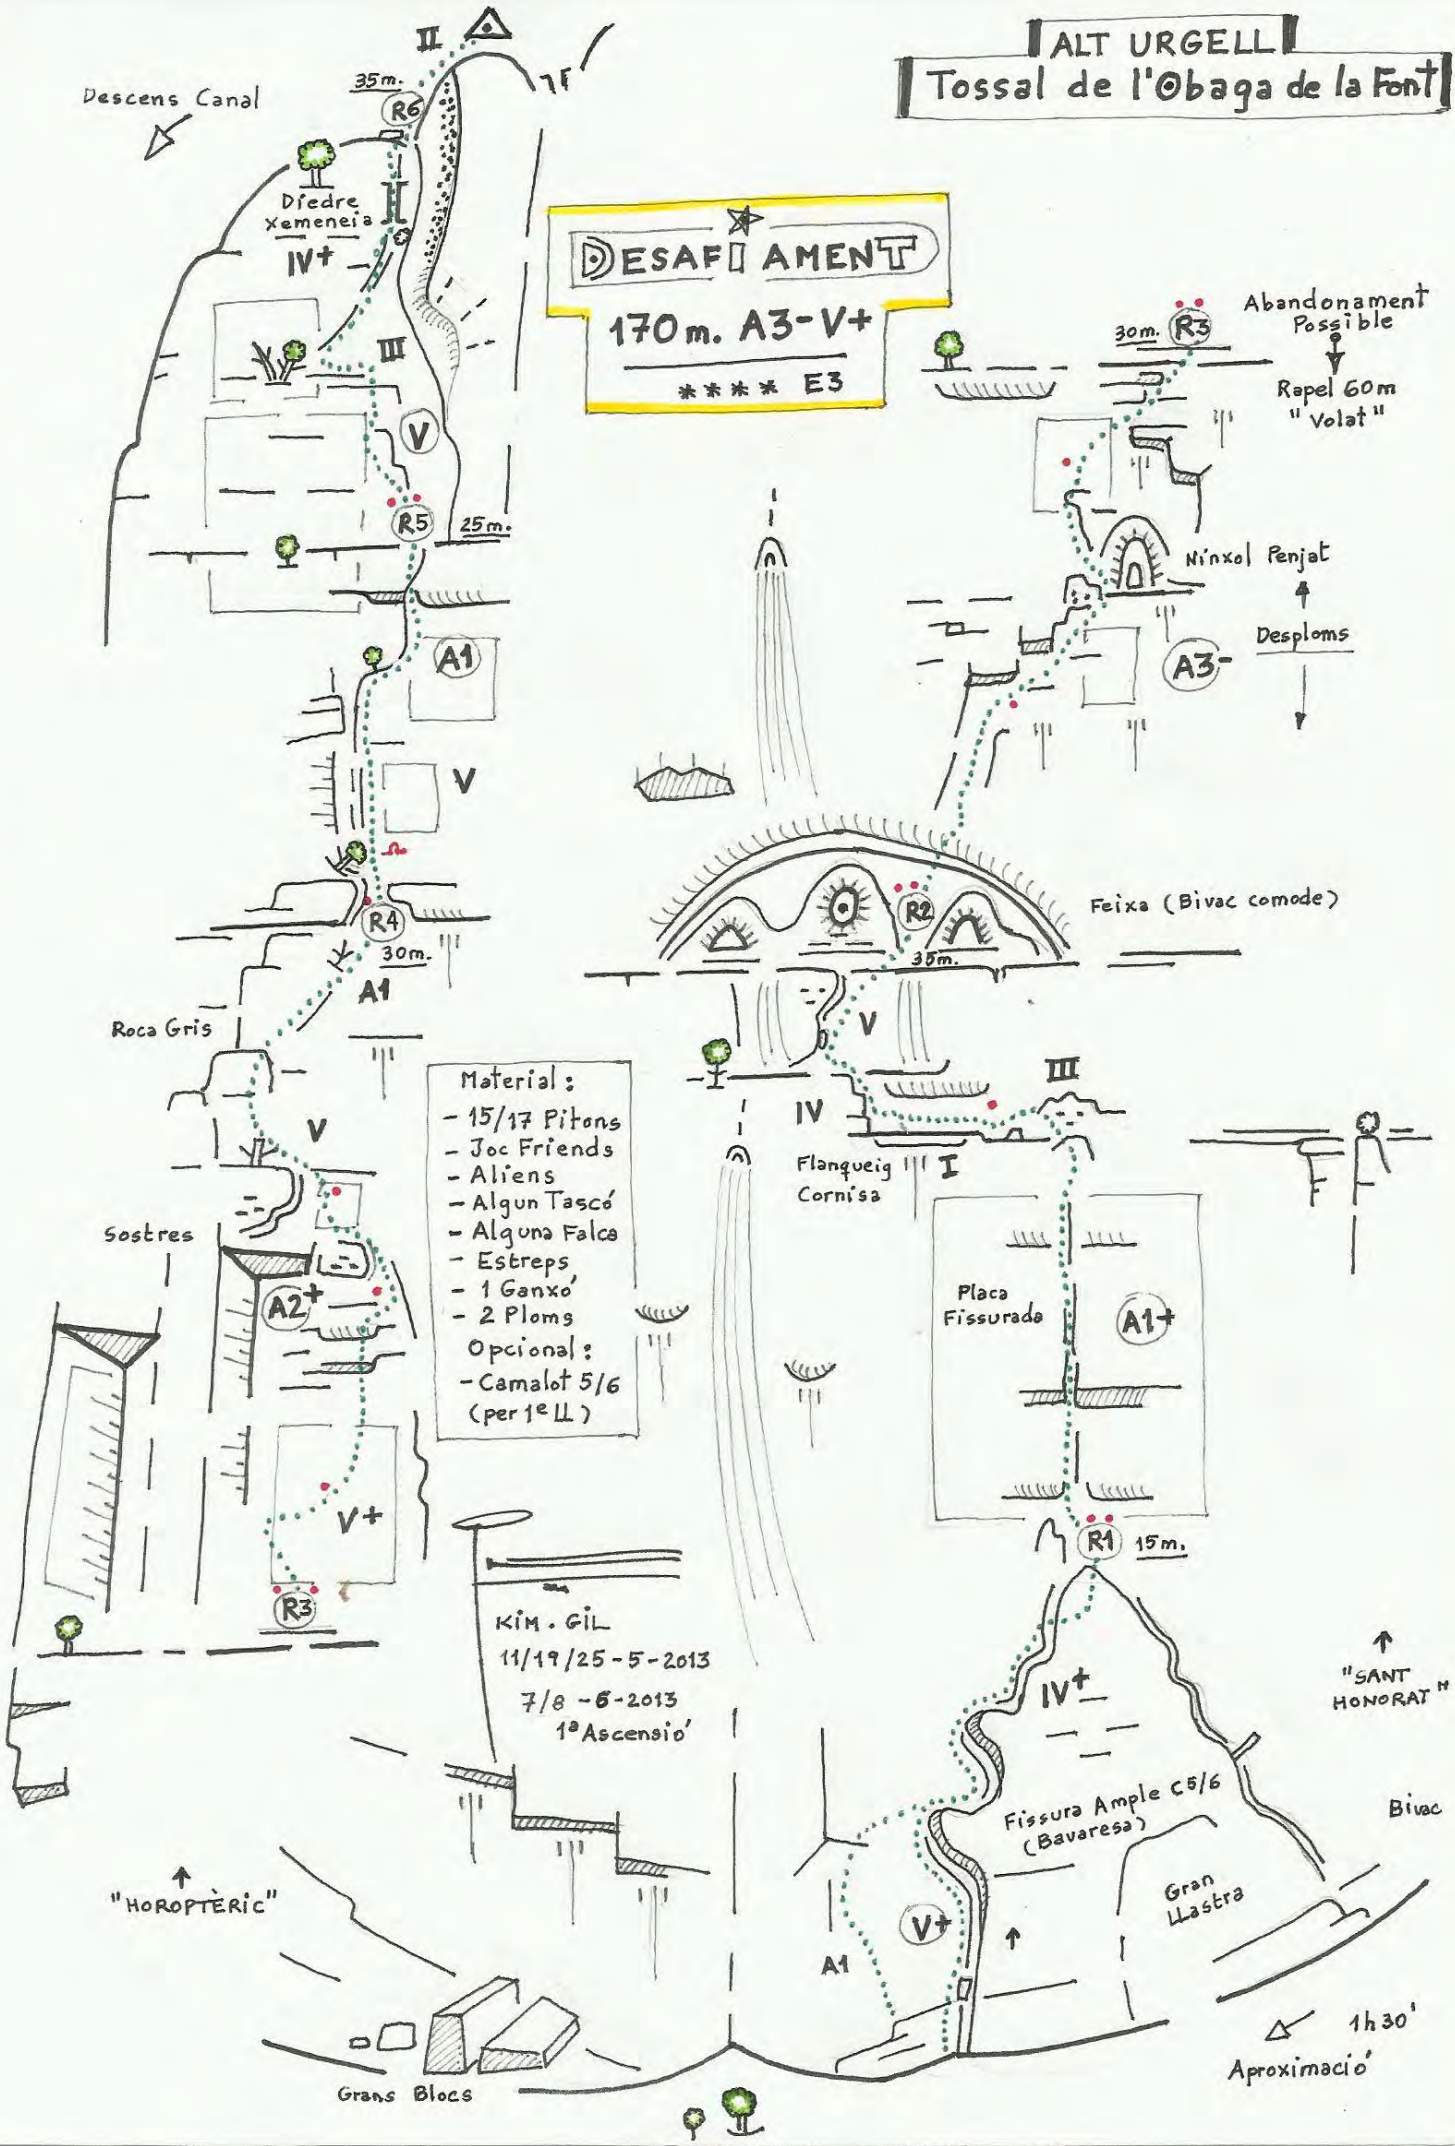 ALT URGELL
Tossal de l'Obaga de la Font
DESAFIAMENT
170m. A3-V+
**** E3
II
35m.
R6
Descens Canal
Diedre
Xemeneia
IV+
III
V
R5
25m.
A1
V
R4
30m.
A1
Roca Gris
V
Sostres
A2+
V+
R3
Material:
- 15/17 Pitons
- Joc Friends
- Aliens
- Algun Tascó
- Alguna Falca
- Estreps
- 1 Ganxó
- 2 Ploms
Opcional:
- Camalot 5/6
(per 1e LL)
KIM. GIL
11/19/25-5-2013
7/8-6-2013
1ª Ascensió
"HOROPTÈRIC"
Grans Blocs
30m.
R3
Abandonament
Possible
Rapel 60m
"Volat"
Nínxol Penjat
Desploms
A3-
R2
35m.
Feixa (Bivac comode)
V
III
IV
Flanqueig
Cornisa
I
Placa
Fissurada
A1+
R1
15m.
IV+
"SANT
HONORAT"
Fissura Ample C5/6
(Bavaresa)
Bivac
Gran
LLastra
V+
A1
1h30'
Aproximació